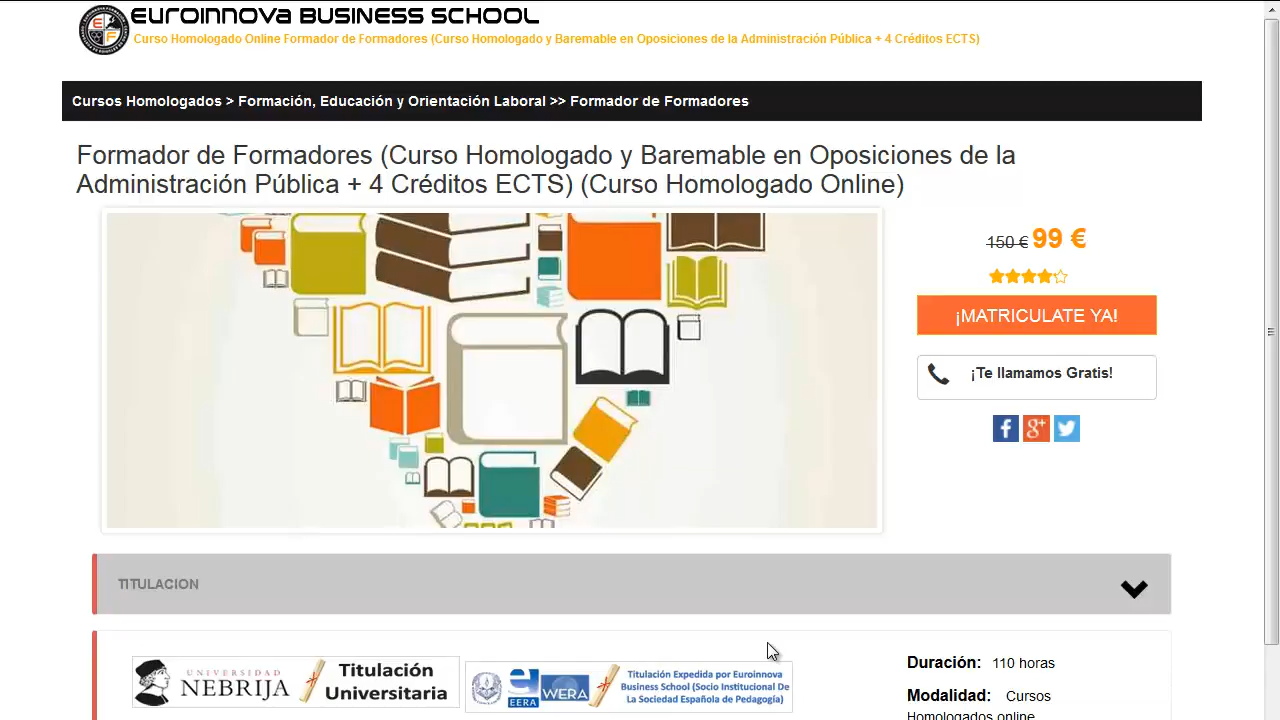 EUROINNOVA BUSINESS SCHOOL
Curso Homologado Online Formador de Formadores (Curso Homologado y Baremable en Oposiciones de la Administración Pública + 4 Créditos ECTS)
Cursos Homologados > Formación, Educación y Orientación Laboral >> Formador de Formadores
Formador de Formadores (Curso Homologado y Baremable en Oposiciones de la
Administración Pública + 4 Créditos ECTS) (Curso Homologado Online)
150 € 99 €
¡MATRICULATE YA!
¡Te llamamos Gratis!
TITULACION
UNIVERSIDAD
NEBRIJA
Titulación
Universitaria
EERA
WERA
Titulación Expedida por Euroinnova
Business School (Socio Institucional De
La Sociedad Española de Pedagogía)
Duración: 110 horas
Modalidad: Cursos
Homologados online